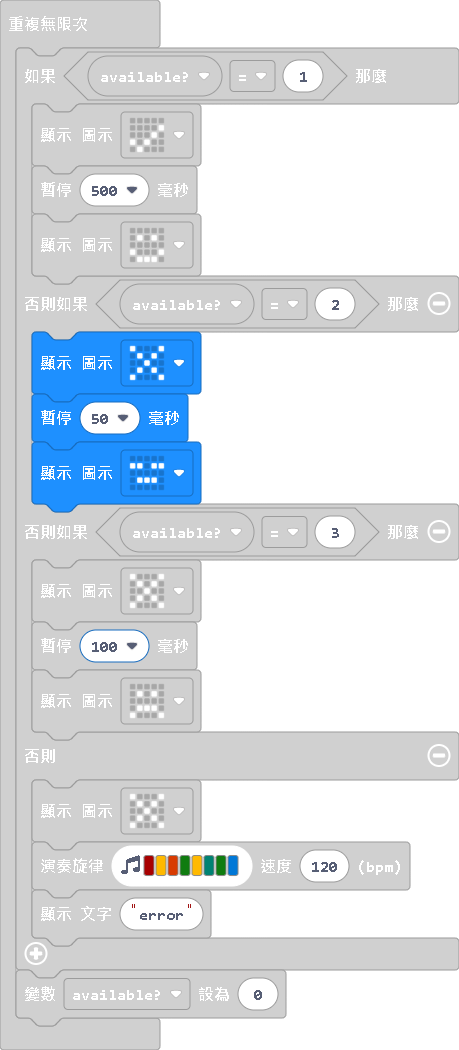 重複無限次
如果 available? = 1 那麼
顯示 圖示
暫停 500 毫秒
顯示 圖示
否則如果 available? = 2 那麼
顯示 圖示
暫停 50 毫秒
顯示 圖示
否則如果 available? = 3 那麼
顯示 圖示
暫停 100 毫秒
顯示 圖示
否則
顯示 圖示
演奏旋律 速度 120 (bpm)
顯示 文字 "error"
變數 available? 設為 0